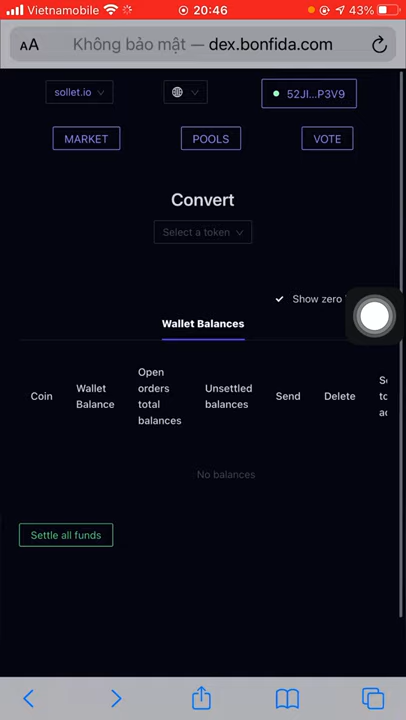 Vietnamobile 20:46 43%
AA Không bảo mật — dex.bonfida.com
sollet.io 52JI...P3V9
MARKET POOLS VOTE
Convert
Select a token
Show zero
Wallet Balances
Coin Wallet Balance Open orders total balances Unsettled balances Send Delete
No balances
Settle all funds